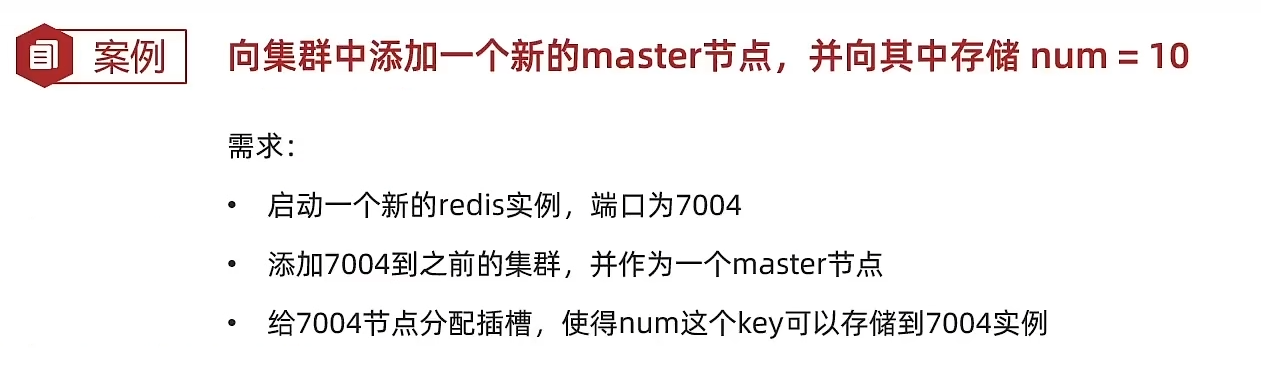 案例
向集群中添加一个新的master节点，并向其中存储 num = 10
需求：
• 启动一个新的redis实例，端口为7004
• 添加7004到之前的集群，并作为一个master节点
• 给7004节点分配插槽，使得num这个key可以存储到7004实例